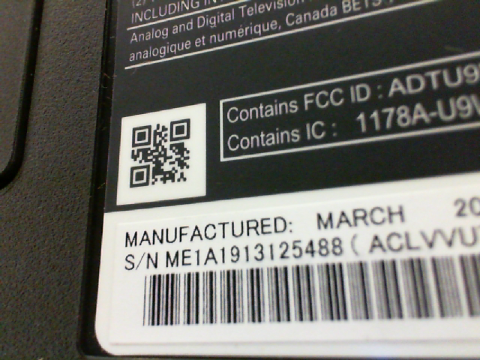 INCLUDING IN
Analog and Digital Television
analogique et numérique, Canada
Contains FCC ID : ADTU9
Contains IC : 1178A-U9
MANUFACTURED: MARCH 20
S/N ME1A1913125488 ( ACLVVU